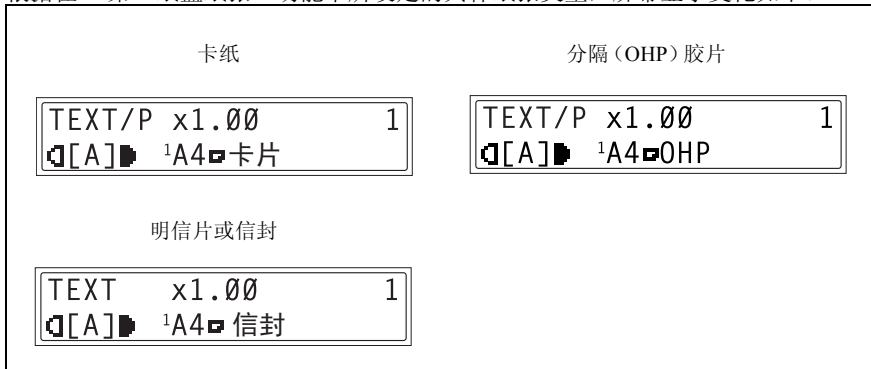 卡纸
分隔（OHP）胶片
TEXT/P x1.00 1
[A] ¹A4 卡片
TEXT/P x1.00 1
[A] ¹A4 OHP
明信片或信封
TEXT x1.00 1
[A] ¹A4 信封